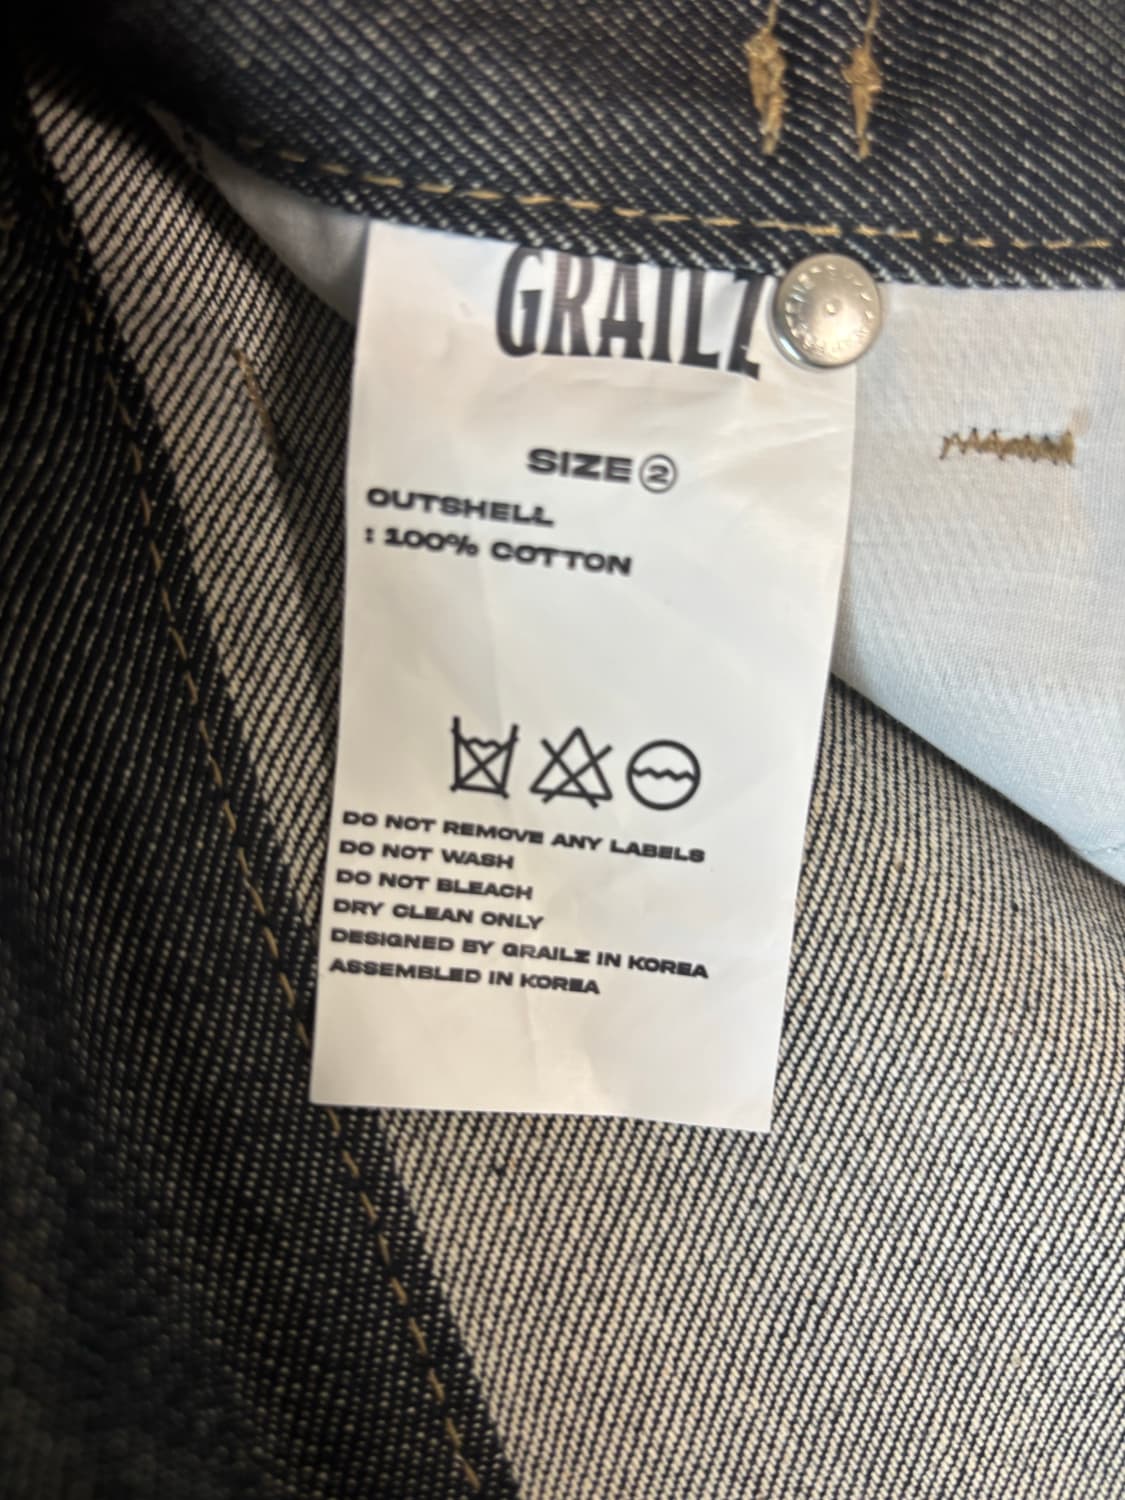 GRAILZ
SIZE ②
OUTSHELL
: 100% COTTON
DO NOT REMOVE ANY LABELS
DO NOT WASH
DO NOT BLEACH
DRY CLEAN ONLY
DESIGNED BY GRAILZ IN KOREA
ASSEMBLED IN KOREA